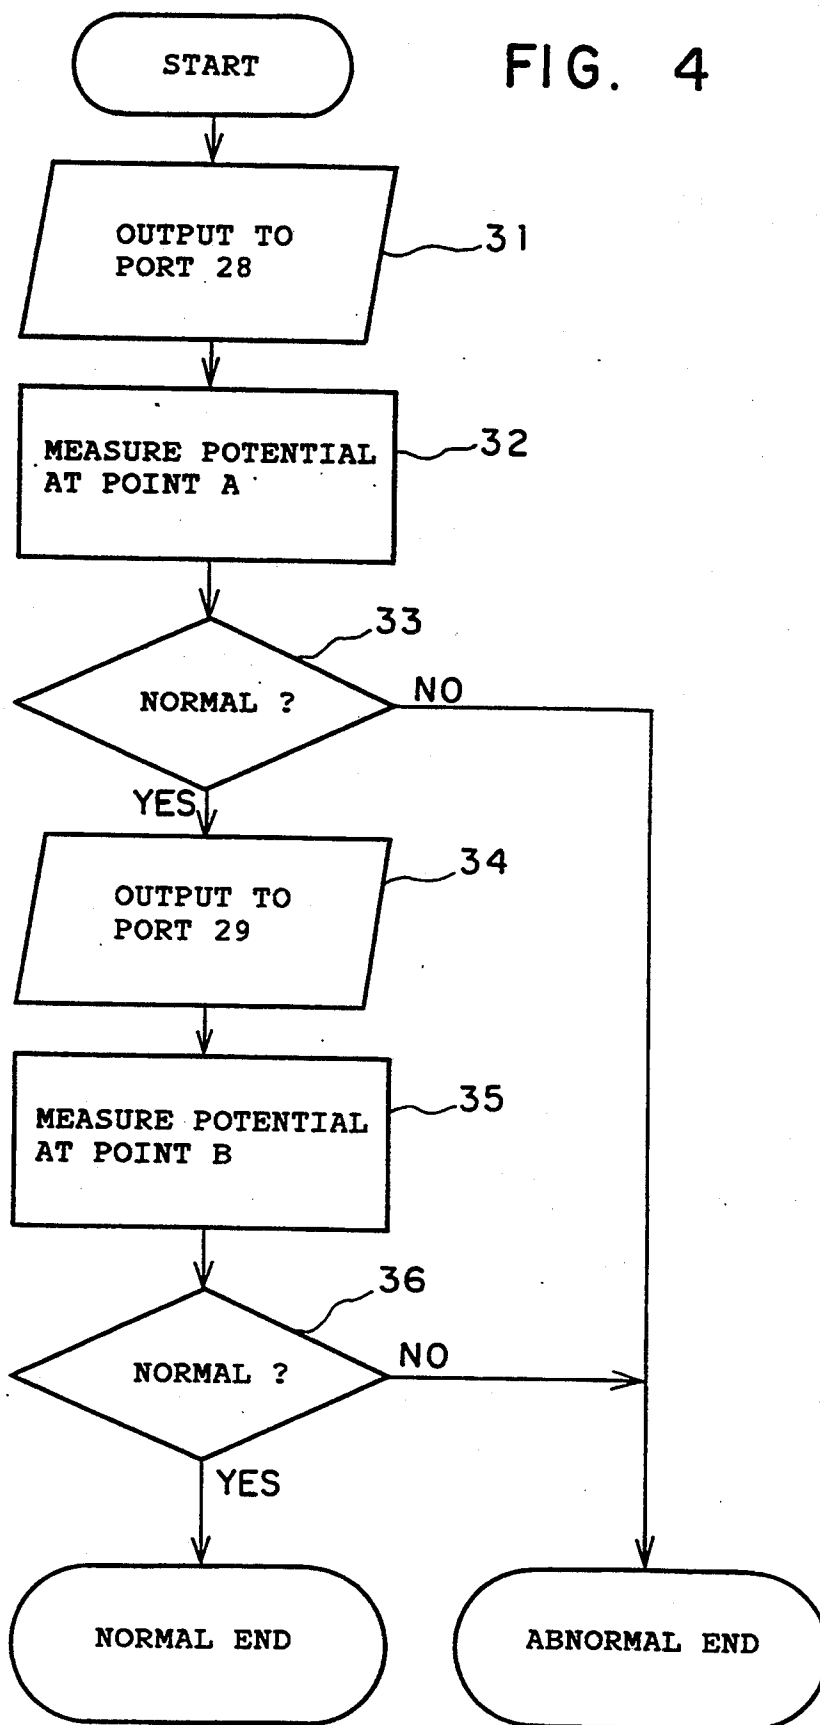 START
FIG. 4
OUTPUT TO
PORT 28
31
MEASURE POTENTIAL
AT POINT A
32
33
NORMAL ?
NO
YES
34
OUTPUT TO
PORT 29
35
MEASURE POTENTIAL
AT POINT B
36
NORMAL ?
NO
YES
NORMAL END
ABNORMAL END